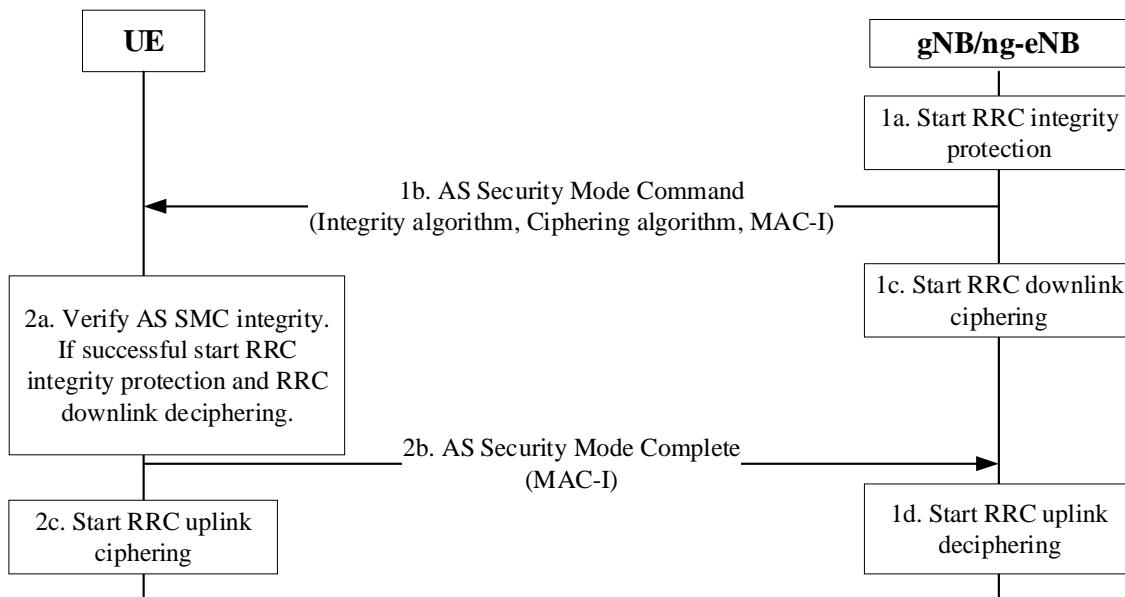 UE
gNB/ng-eNB
1a. Start RRC integrity
protection
1b. AS Security Mode Command
(Integrity algorithm, Ciphering algorithm, MAC-I)
1c. Start RRC downlink
ciphering
2a. Verify AS SMC integrity.
If successful start RRC
integrity protection and RRC
downlink deciphering.
2b. AS Security Mode Complete
(MAC-I)
2c. Start RRC uplink
ciphering
1d. Start RRC uplink
deciphering